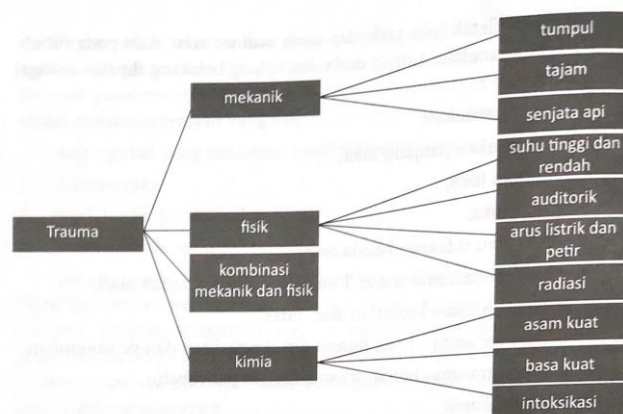 Trauma
mekanik
tumpul
tajam
senjata api
fisik
suhu tinggi dan
rendah
auditorik
arus listrik dan
petir
radiasi
kombinasi
mekanik dan fisik
kimia
asam kuat
basa kuat
intoksikasi